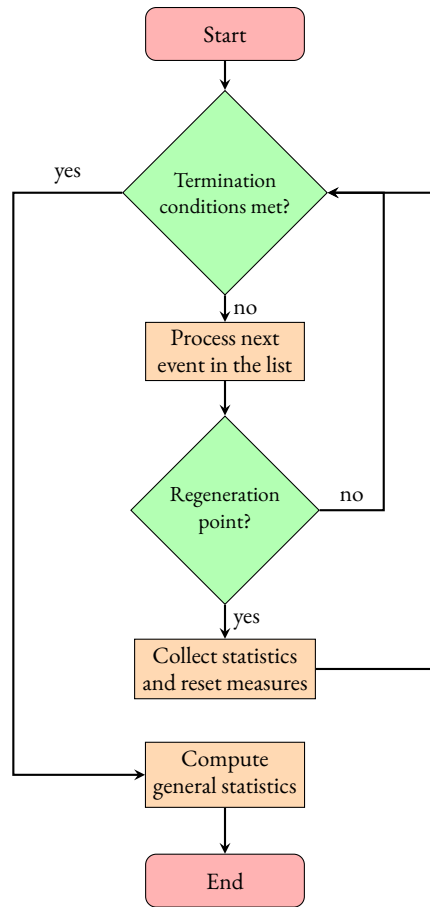 Start
yes
Termination
conditions met?
no
Process next
event in the list
Regeneration
point?
no
yes
Collect statistics
and reset measures
Compute
general statistics
End